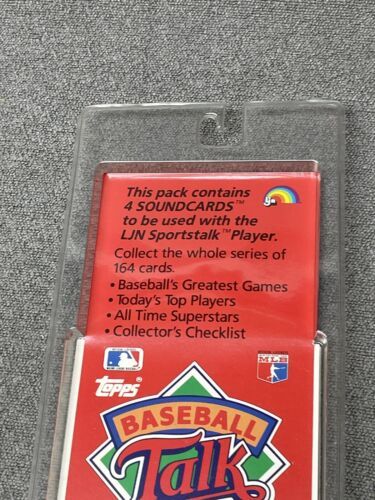 This pack contains
4 SOUNDCARDS™
to be used with the
LJN Sportstalk™ Player.
Collect the whole series of
164 cards.
• Baseball's Greatest Games
• Today's Top Players
• All Time Superstars
• Collector's Checklist
MLB
Topps
BASEBALL
Talk